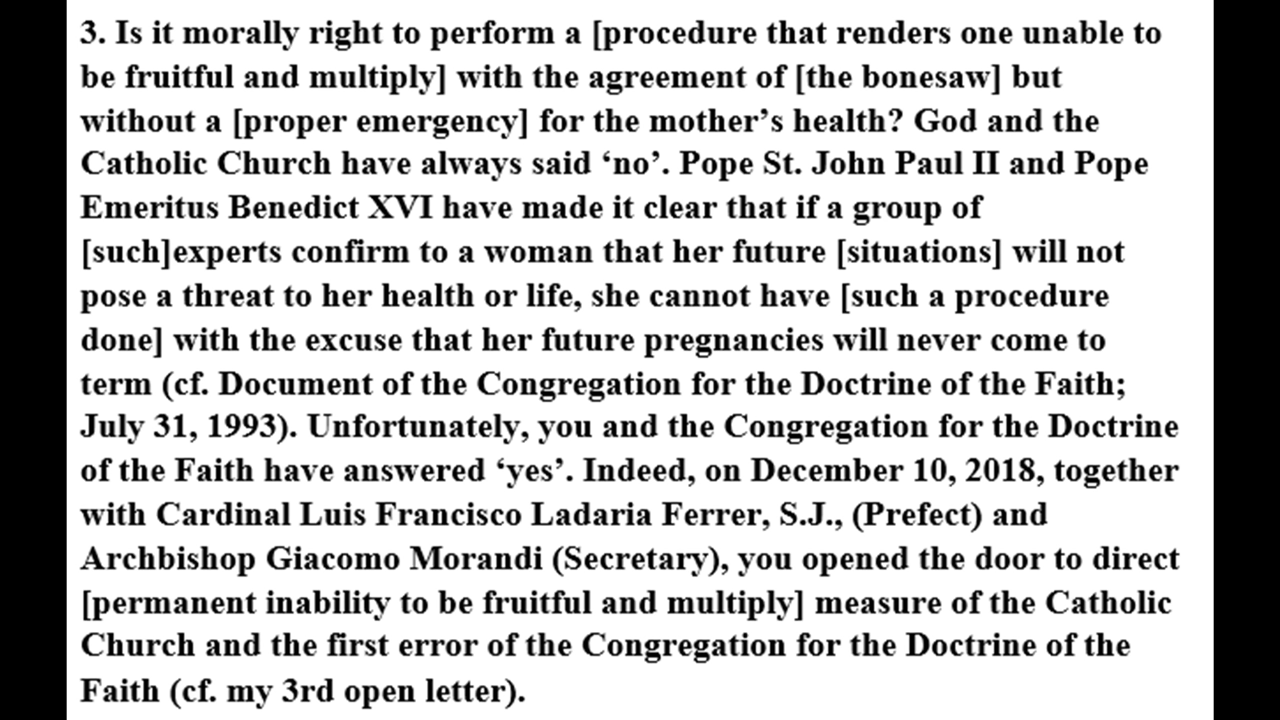 3. Is it morally right to perform a [procedure that renders one unable to
be fruitful and multiply] with the agreement of [the bonesaw] but
without a [proper emergency] for the mother’s health? God and the
Catholic Church have always said ‘no’. Pope St. John Paul II and Pope
Emeritus Benedict XVI have made it clear that if a group of
[such]experts confirm to a woman that her future [situations] will not
pose a threat to her health or life, she cannot have [such a procedure
done] with the excuse that her future pregnancies will never come to
term (cf. Document of the Congregation for the Doctrine of the Faith;
July 31, 1993). Unfortunately, you and the Congregation for the Doctrine
of the Faith have answered ‘yes’. Indeed, on December 10, 2018, together
with Cardinal Luis Francisco Ladaria Ferrer, S.J., (Prefect) and
Archbishop Giacomo Morandi (Secretary), you opened the door to direct
[permanent inability to be fruitful and multiply] measure of the Catholic
Church and the first error of the Congregation for the Doctrine of the
Faith (cf. my 3rd open letter).